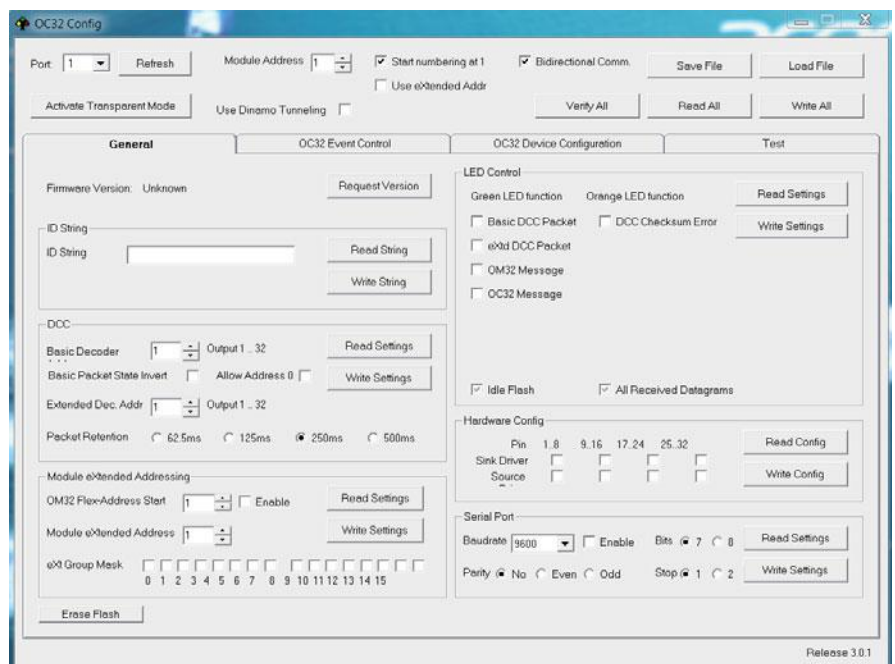 OC32 Config
Port: 1 Refresh Module Address 1 Start numbering at 1 Bidirectional Comm. Save File Load File
Use eXtended Addr
Activate Transparent Mode Use Dinamo Tunneling Verify All Read All Write All
General OC32 Event Control OC32 Device Configuration Test
Firmware Version: Unknown Request Version
ID String
ID String Read String
Write String
DCC
Basic Decoder 1 Output 1 .. 32 Read Settings
Basic Packet State Invert Allow Address 0 Write Settings
Extended Dec. Addr 1 Output 1 .. 32
Packet Retention 62.5ms 125ms 250ms 500ms
Module eXtended Addressing
OM32 Flex-Address Start 1 Enable Read Settings
Module eXtended Address 1 Write Settings
eXt Group Mask
0 1 2 3 4 5 6 7 8 9 10 11 12 13 14 15
Erase Flash
LED Control
Green LED function Orange LED function Read Settings
Basic DCC Packet DCC Checksum Error Write Settings
eXtd DCC Packet
OM32 Message
OC32 Message
Idle Flash All Received Datagrams
Hardware Config
Pin 1..8 9..16 17..24 25..32 Read Config
Sink Driver
Source Write Config
Serial Port
Baudrate 9600 Enable Bits 7 8 Read Settings
Parity No Even Odd Stop 1 2 Write Settings
Release 3.0.1